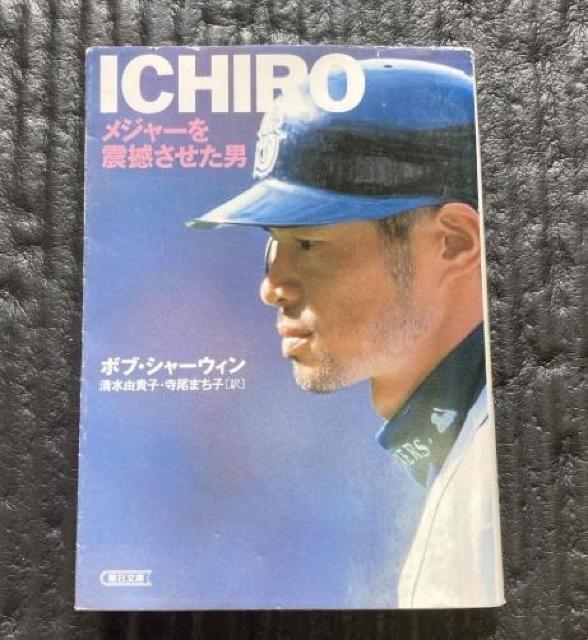 ICHIRO
メジャーを
震撼させた男
ボブ・シャーウィン
清水由貴子・寺尾まち子[訳]
ERS
朝日文庫